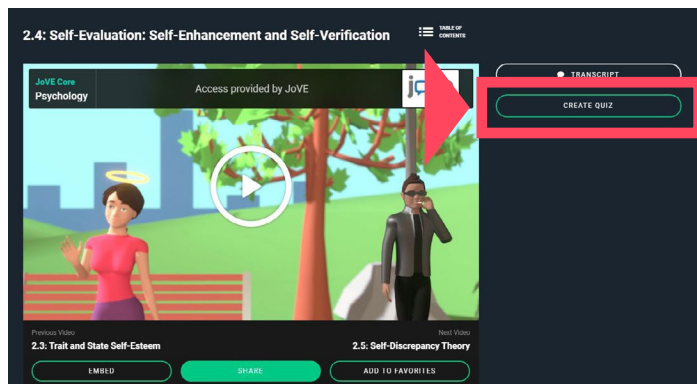 2.4: Self-Evaluation: Self-Enhancement and Self-Verification
TABLE OF
CONTENTS
JoVE Core
Psychology
Access provided by JoVE
TRANSCRIPT
CREATE QUIZ
Previous Video
2.3: Trait and State Self-Esteem
Next Video
2.5: Self-Discrepancy Theory
EMBED
SHARE
ADD TO FAVORITES